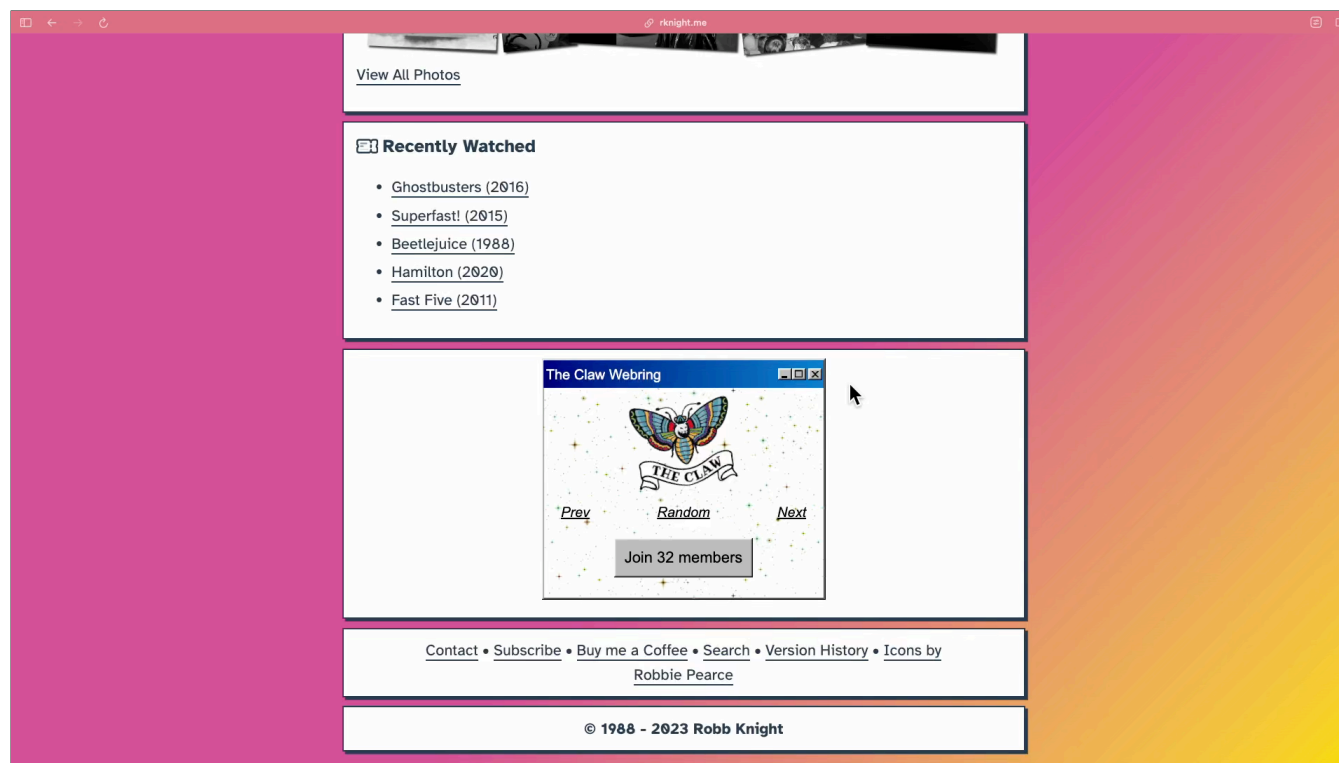 rknight.me
View All Photos
Recently Watched
Ghostbusters (2016)
Superfast! (2015)
Beetlejuice (1988)
Hamilton (2020)
Fast Five (2011)
The Claw Webring
THE CLAW
Prev Random Next
Join 32 members
Contact • Subscribe • Buy me a Coffee • Search • Version History • Icons by
Robbie Pearce
© 1988 - 2023 Robb Knight